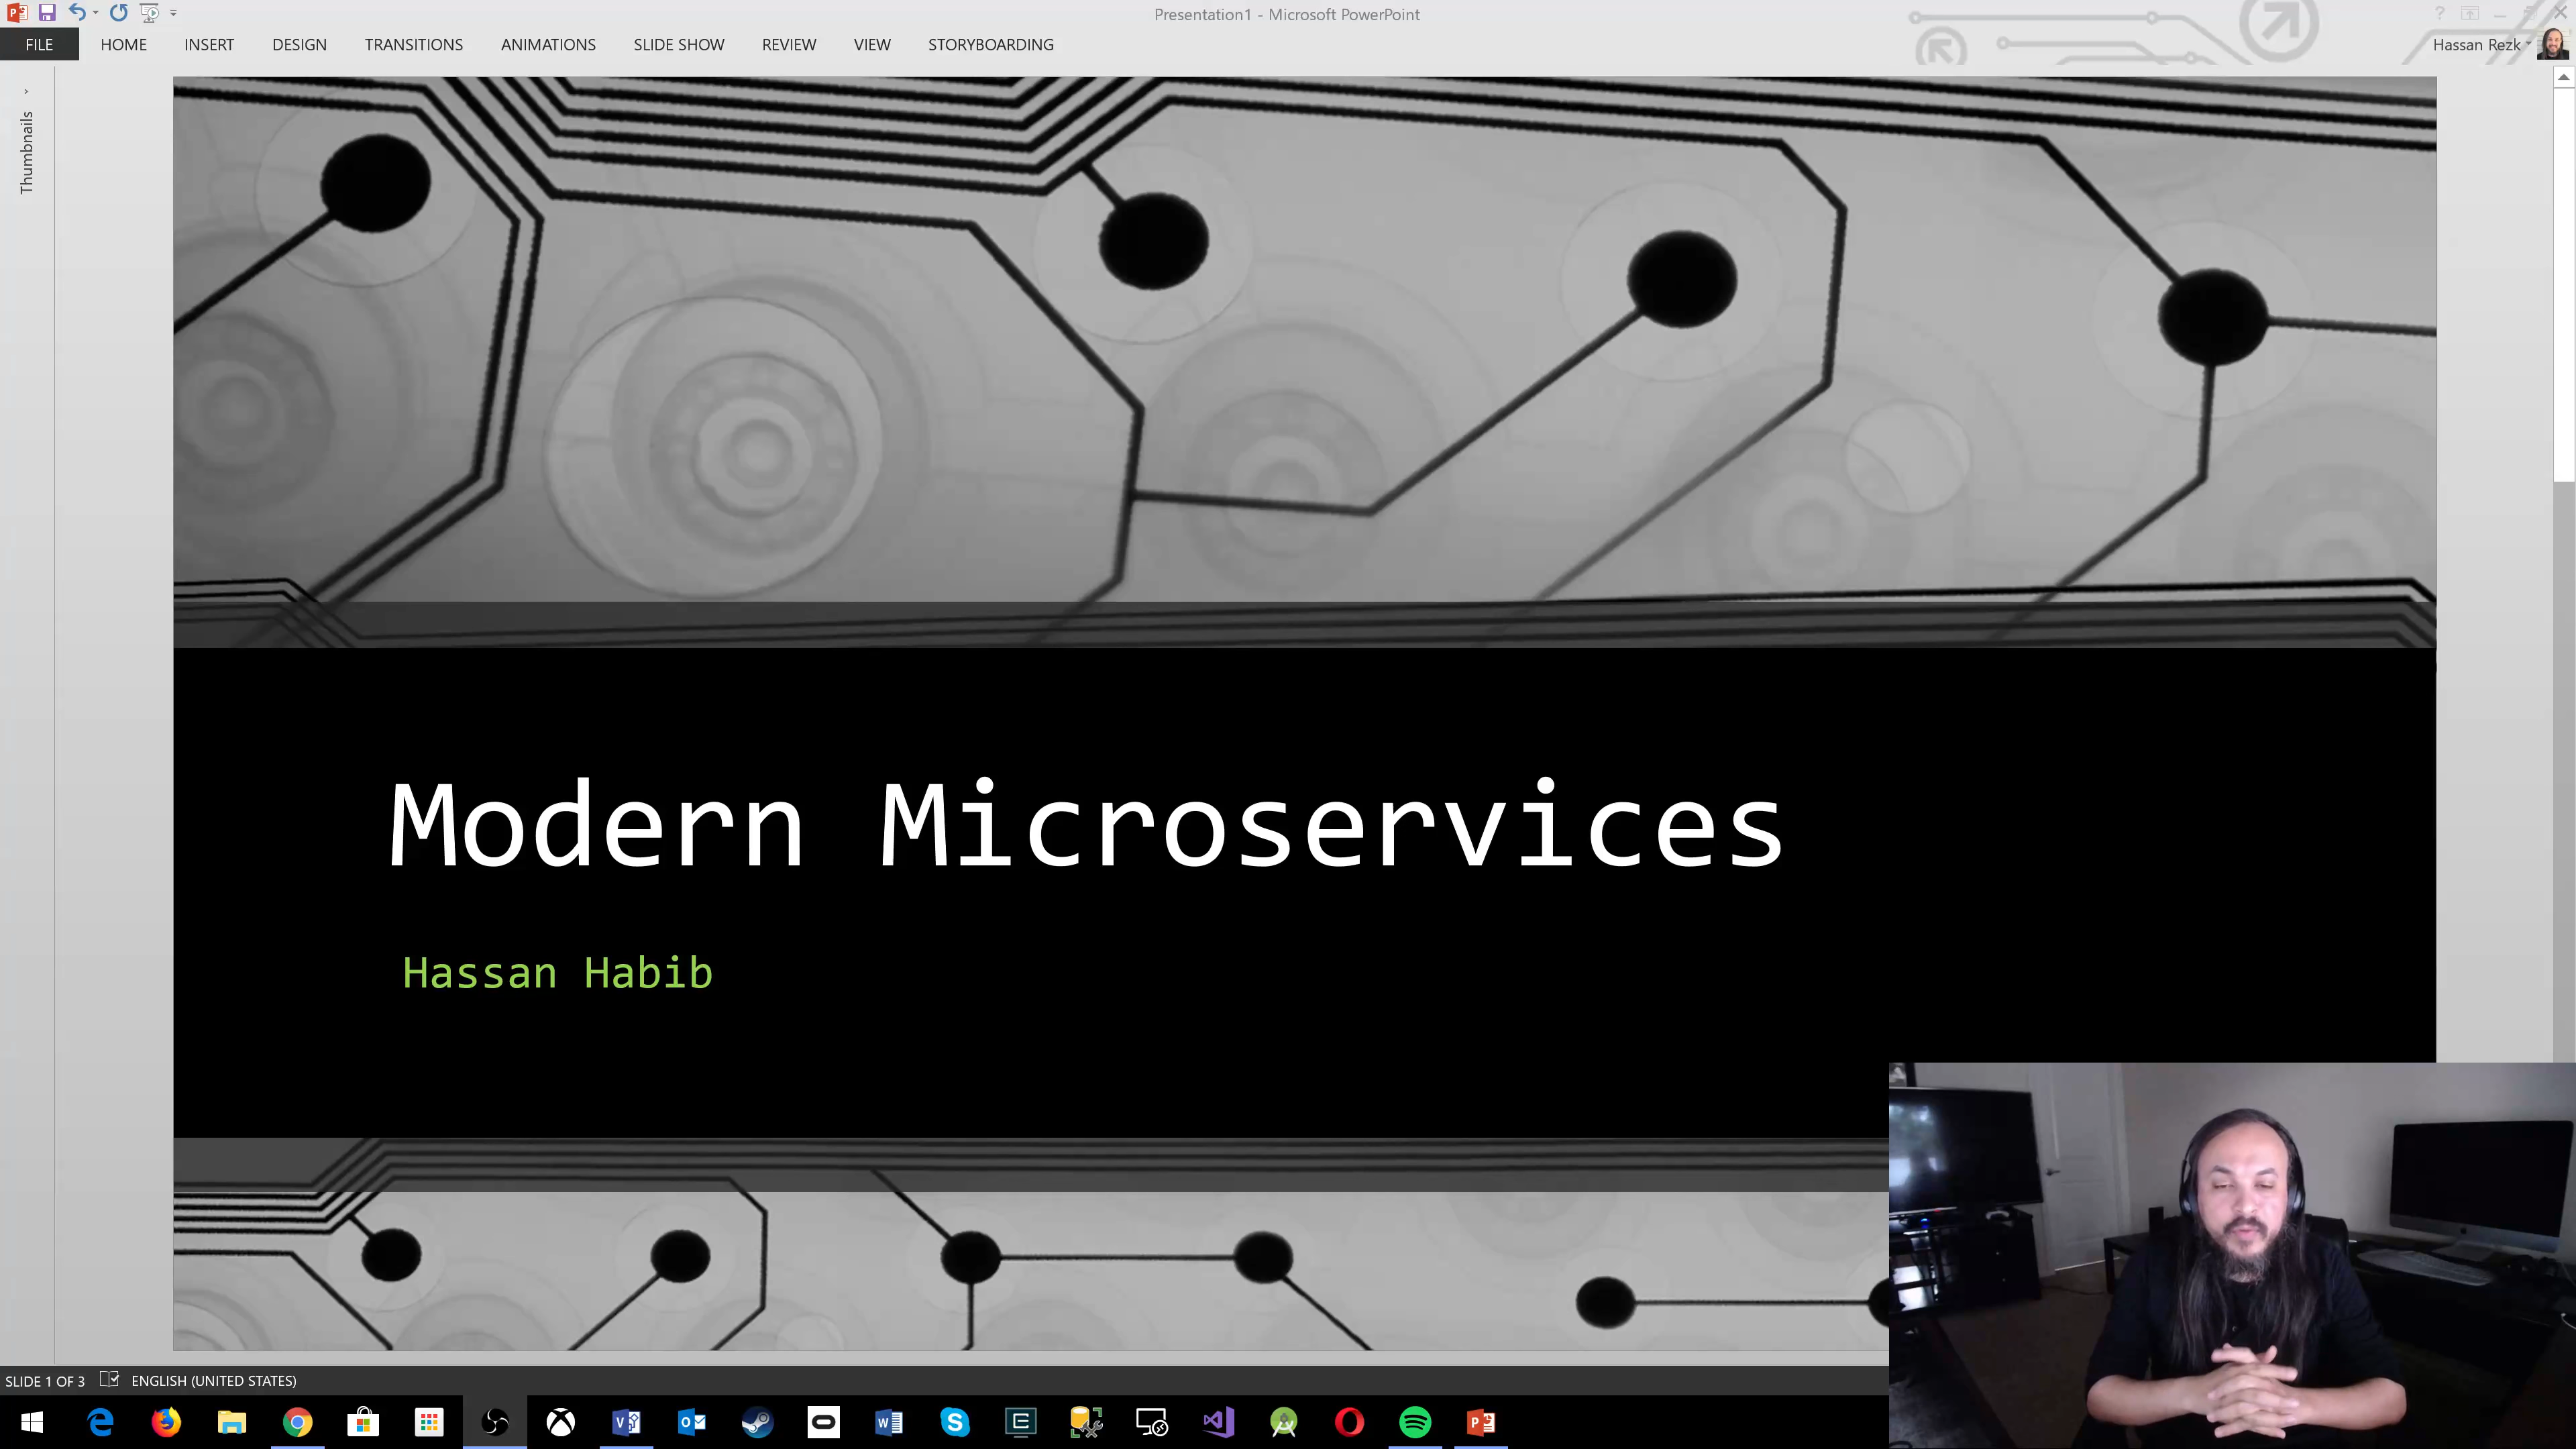 Presentation1 - Microsoft PowerPoint
FILE HOME INSERT DESIGN TRANSITIONS ANIMATIONS SLIDE SHOW REVIEW VIEW STORYBOARDING Hassan Rezk
Thumbnails
Modern Microservices
Hassan Habib
SLIDE 1 OF 3 ENGLISH (UNITED STATES)